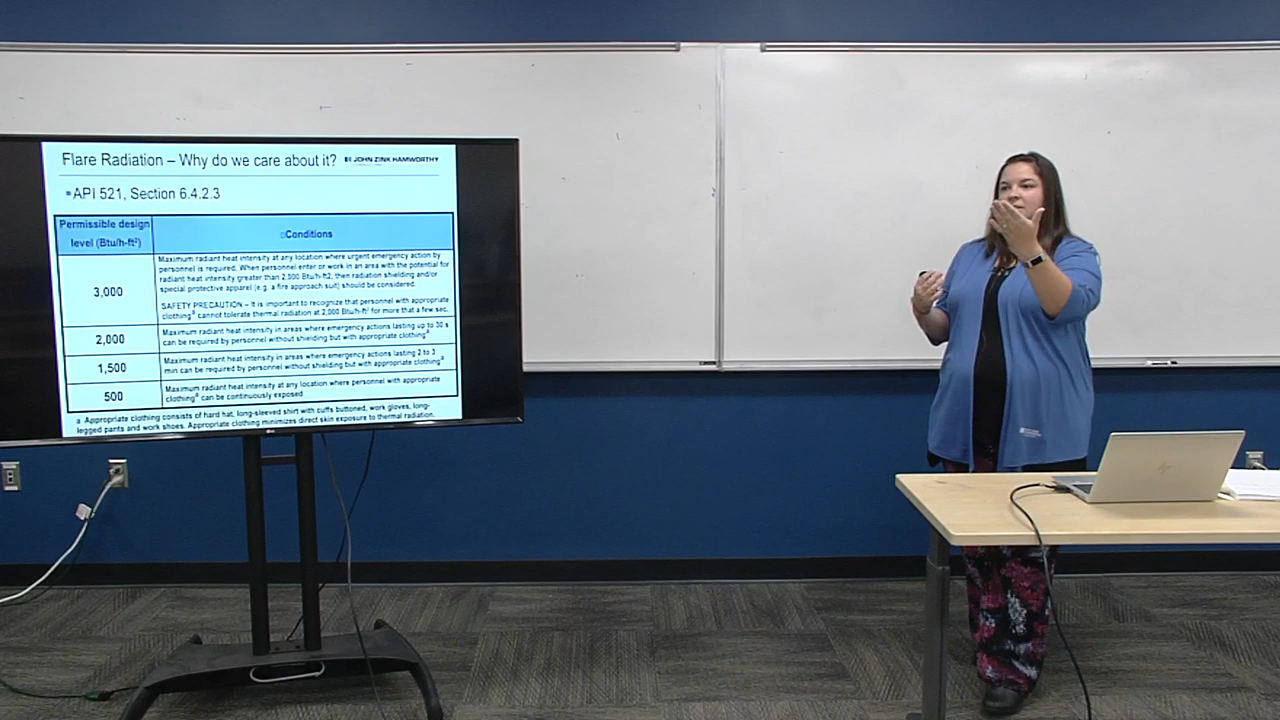 Flare Radiation – Why do we care about it?
JOHN ZINK HAMWORTHY
▪API 521, Section 6.4.2.3
Permissible design
level (Btu/h-ft²)
□Conditions
3,000
Maximum radiant heat intensity at any location where urgent emergency action by
personnel is required. When personnel enter or work in an area with the potential for
radiant heat intensity greater than 2,000 Btu/h-ft2, then radiation shielding and/or
special protective apparel (e.g. a fire approach suit) should be considered.
SAFETY PRECAUTION – It is important to recognize that personnel with appropriate
clothingª cannot tolerate thermal radiation at 2,000 Btu/h-ft² for more than a few sec.
2,000
Maximum radiant heat intensity in areas where emergency actions lasting up to 30 s
can be required by personnel without shielding but with appropriate clothingª
1,500
Maximum radiant heat intensity in areas where emergency actions lasting 2 to 3
min can be required by personnel without shielding but with appropriate clothingª
500
Maximum radiant heat intensity at any location where personnel with appropriate
clothingª can be continuously exposed
a Appropriate clothing consists of hard hat, long-sleeved shirt with cuffs buttoned, work gloves, long-
legged pants and work shoes. Appropriate clothing minimizes direct skin exposure to thermal radiation.
hp